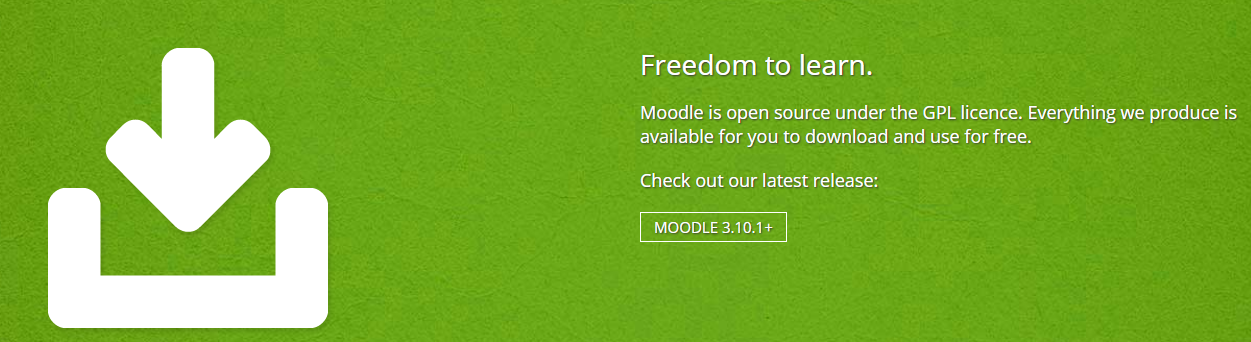 Freedom to learn.
Moodle is open source under the GPL licence. Everything we produce is
available for you to download and use for free.
Check out our latest release:
MOODLE 3.10.1+